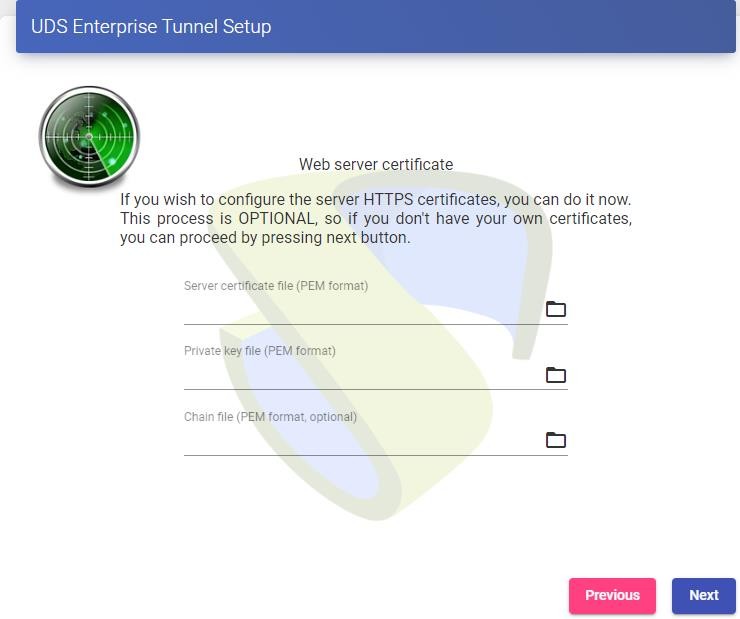 UDS Enterprise Tunnel Setup
Web server certificate
If you wish to configure the server HTTPS certificates, you can do it now.
This process is OPTIONAL, so if you don't have your own certificates,
you can proceed by pressing next button.
Server certificate file (PEM format)
Private key file (PEM format)
Chain file (PEM format, optional)
Previous
Next